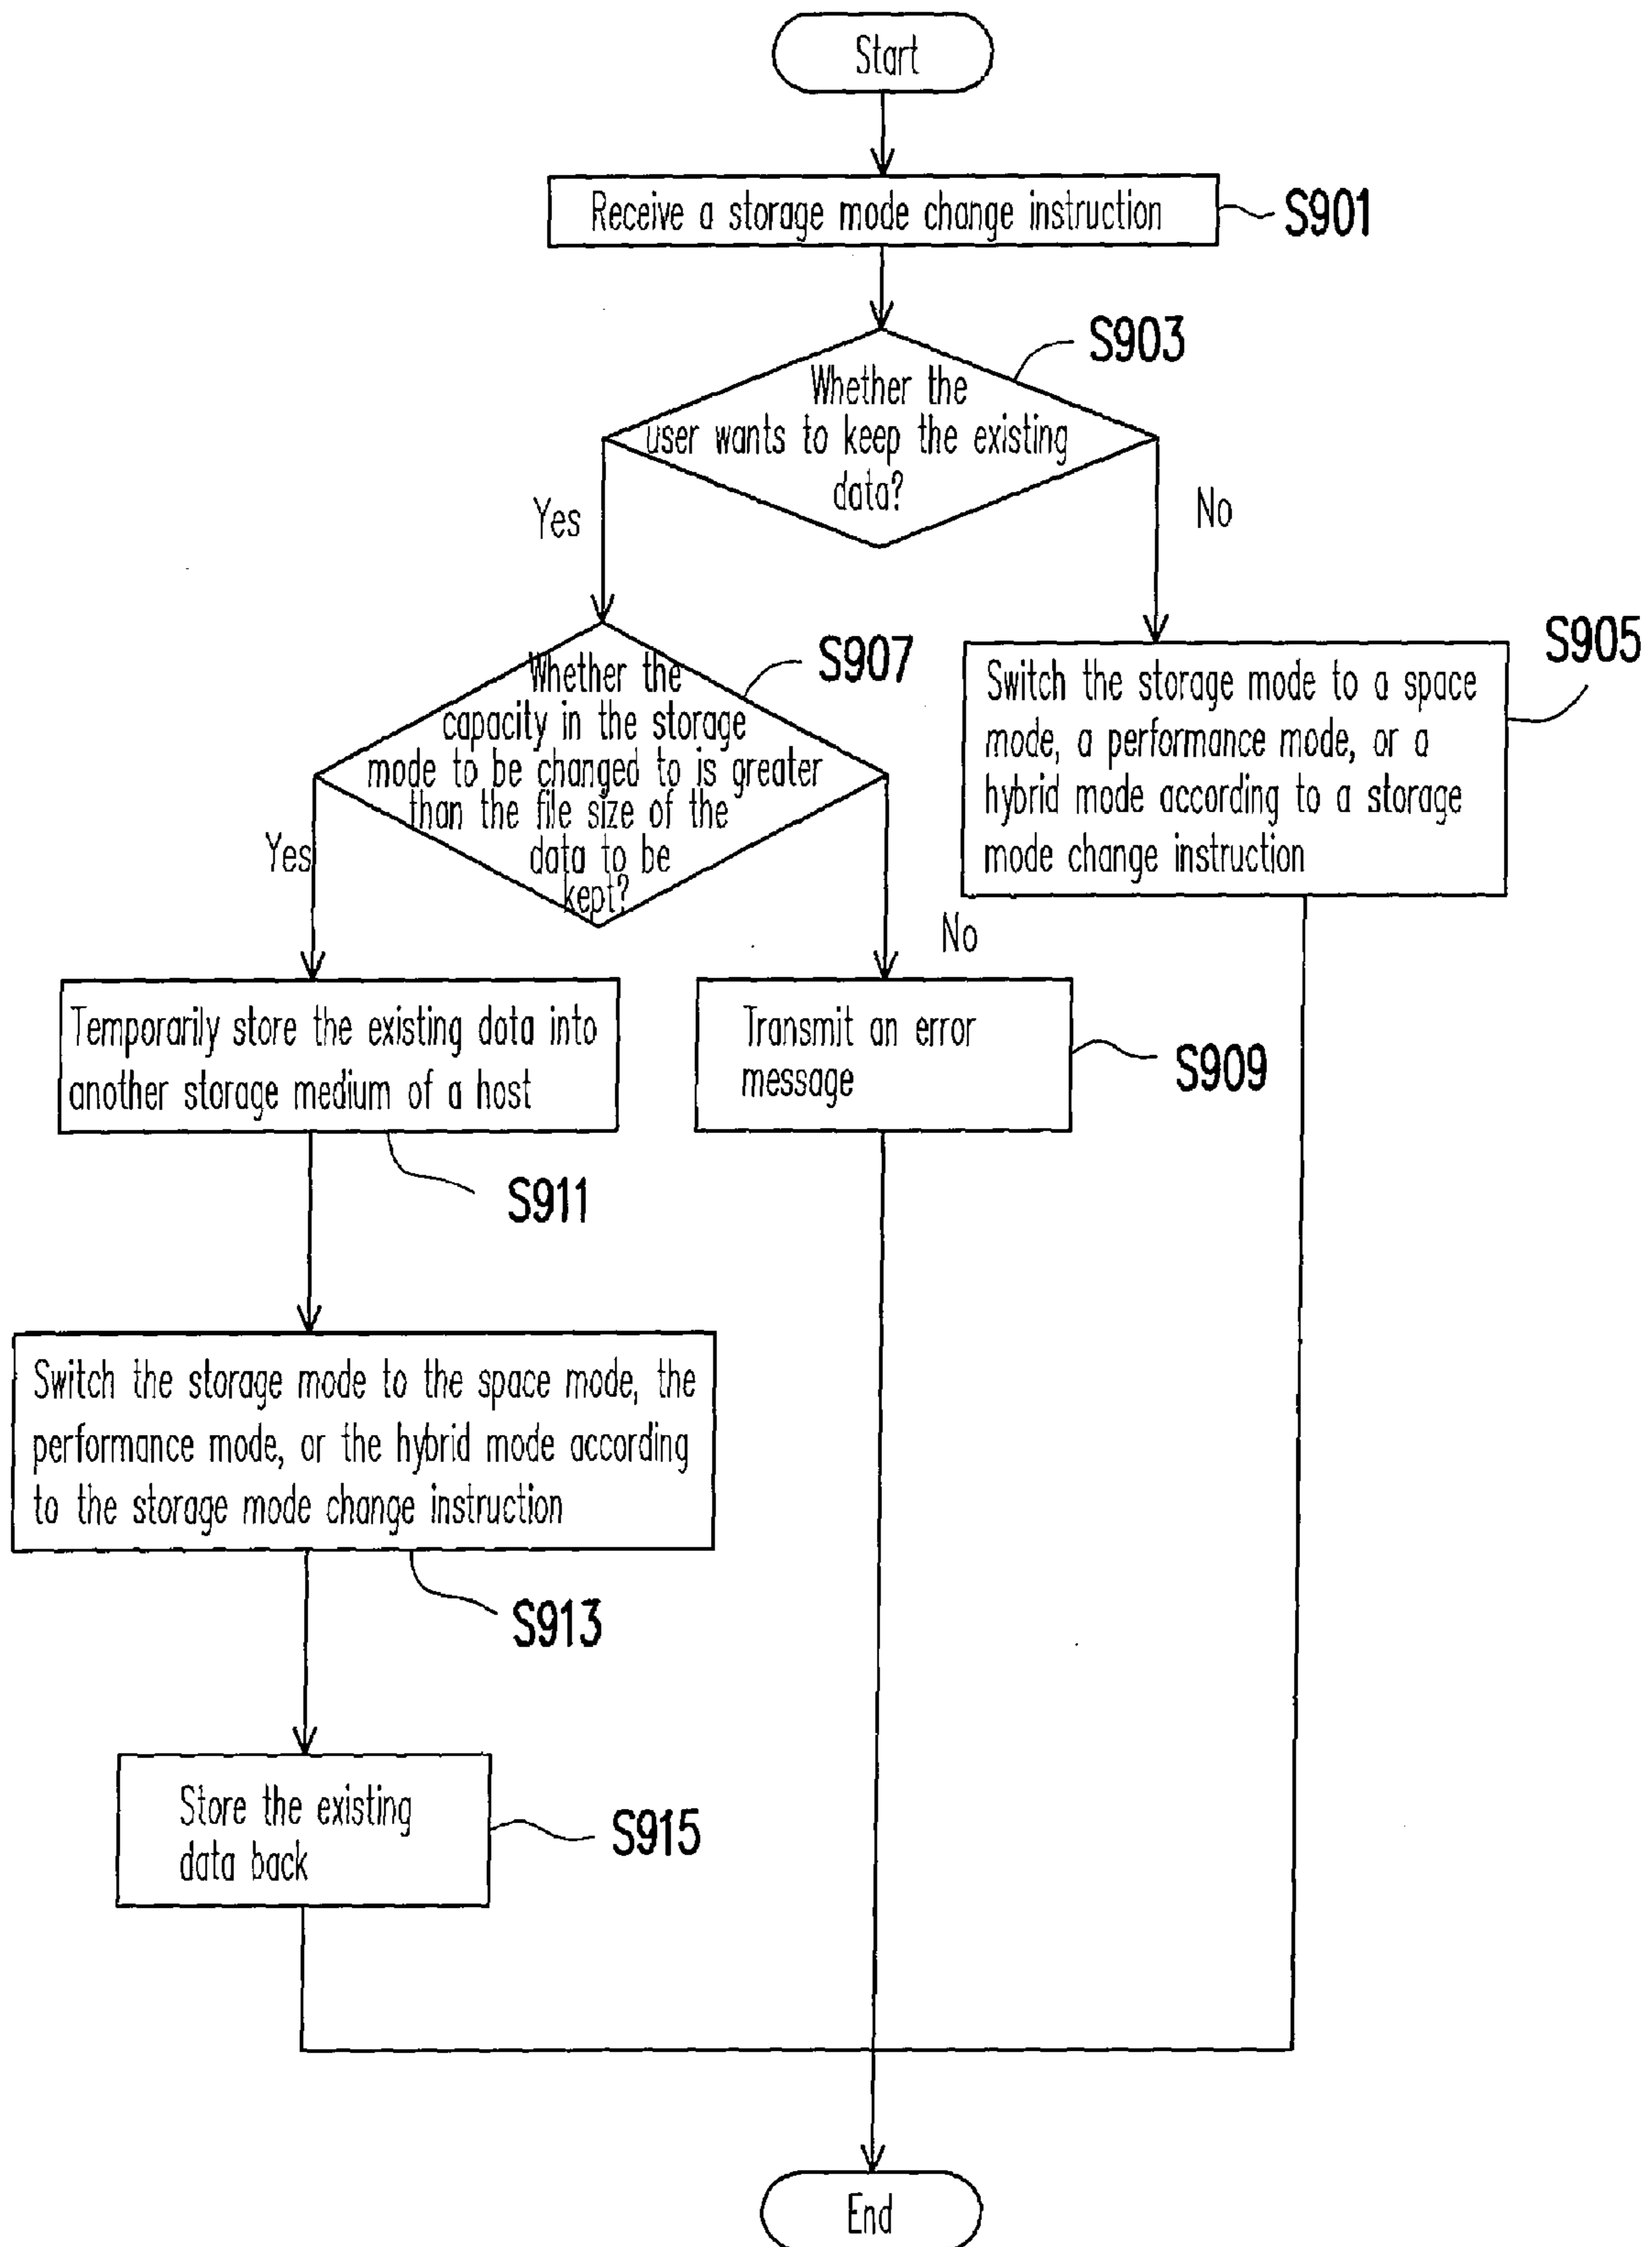 Start
Receive a storage mode change instruction
S901
S903
Whether the
user wants to keep the existing
data?
Yes
No
S907
Whether the
capacity in the storage
mode to be changed to is greater
than the file size of the
data to be
kept?
S905
Switch the storage mode to a space
mode, a performance mode, or a
hybrid mode according to a storage
mode change instruction
Yes
No
Temporarily store the existing data into
another storage medium of a host
S911
Transmit an error
message
S909
Switch the storage mode to the space mode, the
performance mode, or the hybrid mode according
to the storage mode change instruction
S913
Store the existing
data back
S915
End